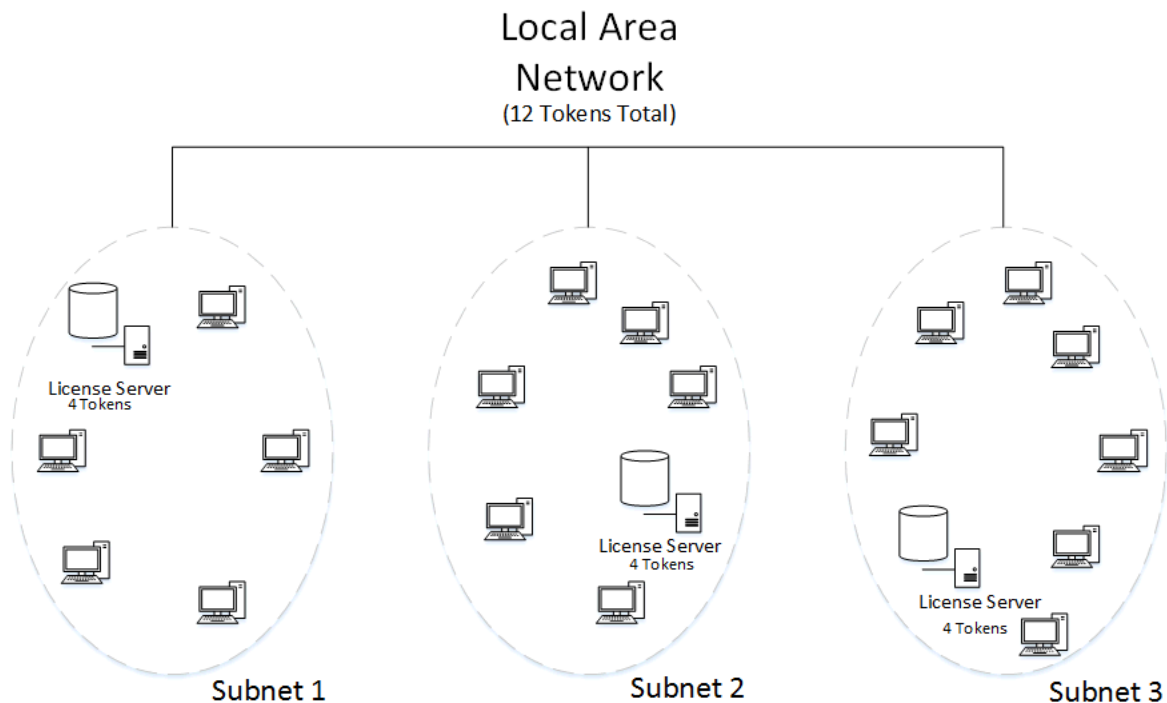 Local Area
Network
(12 Tokens Total)
License Server
4 Tokens
License Server
4 Tokens
License Server
4 Tokens
Subnet 1
Subnet 2
Subnet 3